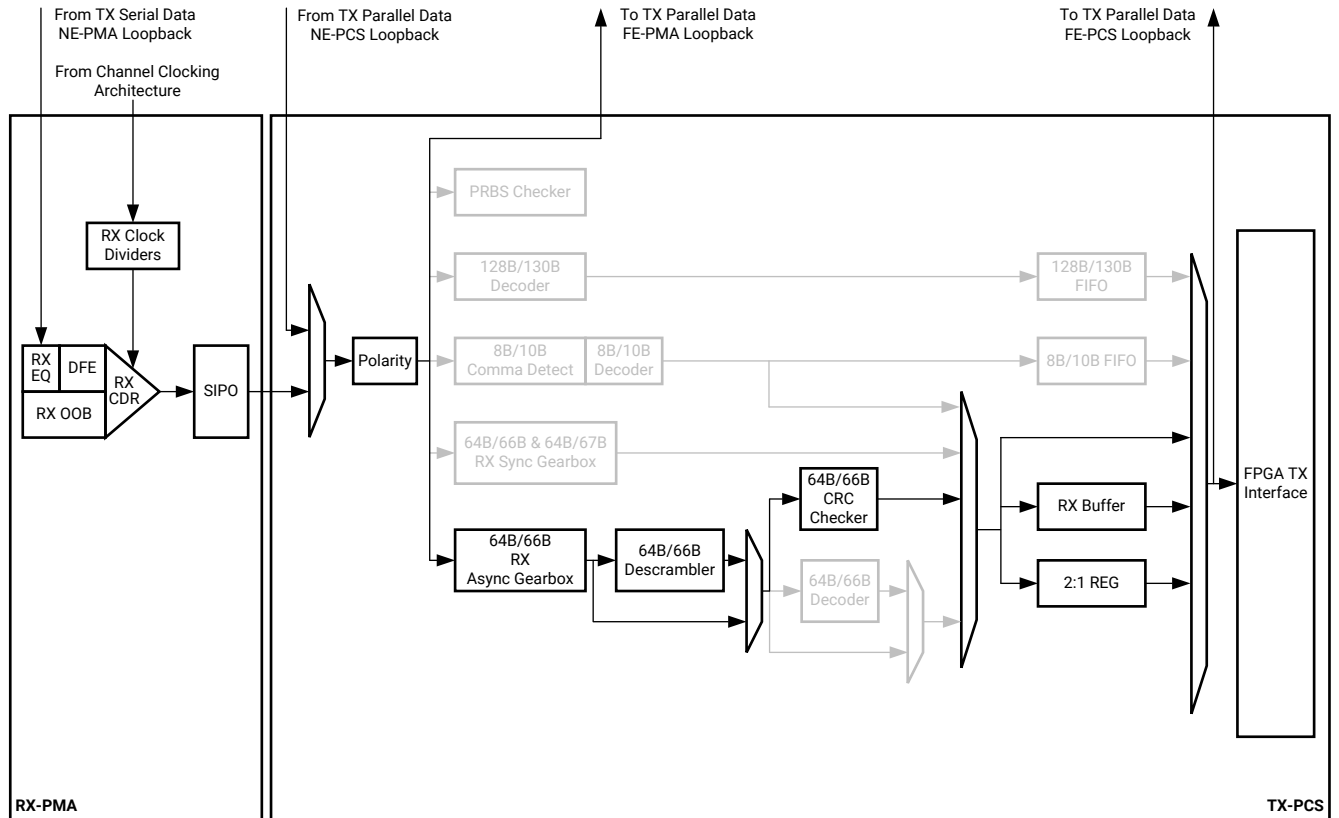 From TX Serial Data
NE-PMA Loopback
From TX Parallel Data
NE-PCS Loopback
To TX Parallel Data
FE-PMA Loopback
To TX Parallel Data
FE-PCS Loopback
From Channel Clocking
Architecture
PRBS Checker
RX Clock
Dividers
128B/130B
Decoder
128B/130B
FIFO
RX
EQ
DFE
RX
CDR
RX OOB
SIPO
Polarity
8B/10B
Comma Detect
8B/10B
Decoder
8B/10B FIFO
64B/66B & 64B/67B
RX Sync Gearbox
64B/66B
CRC
Checker
FPGA TX
Interface
RX Buffer
64B/66B
RX
Async Gearbox
64B/66B
Descrambler
64B/66B
Decoder
2:1 REG
RX-PMA
TX-PCS